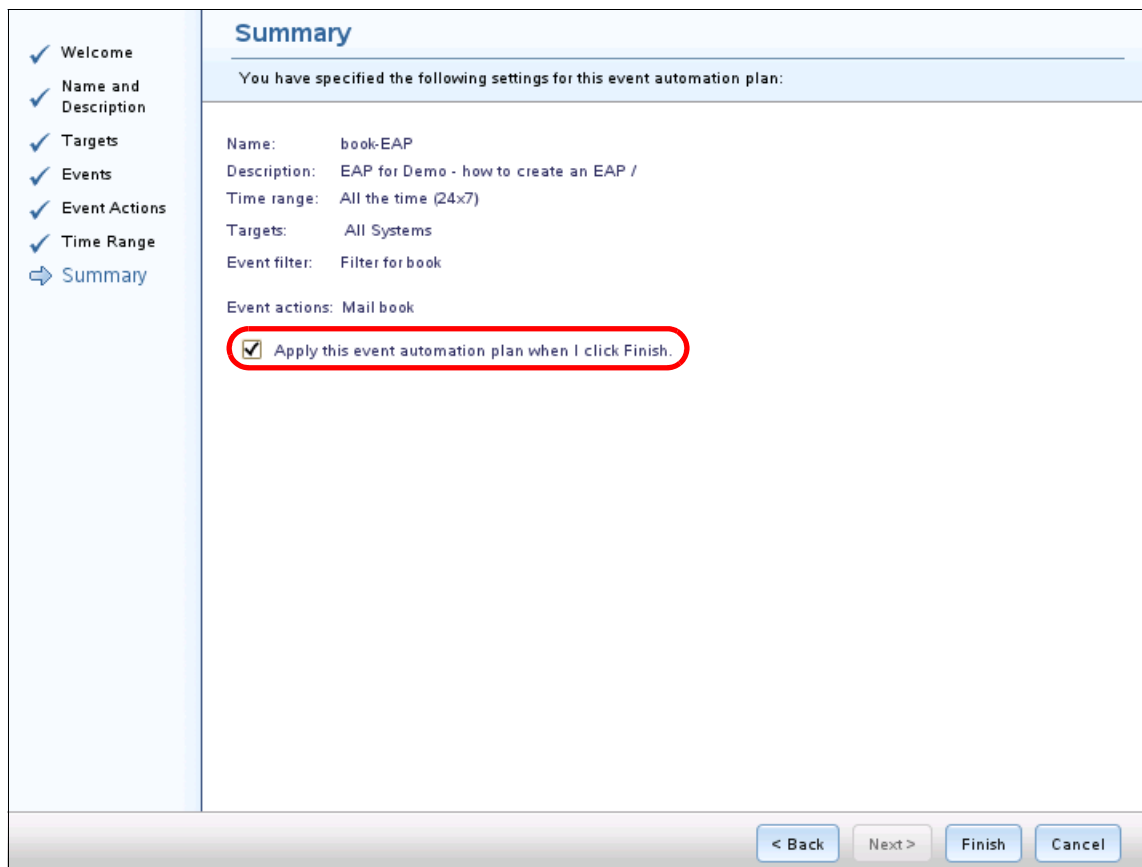 Welcome
Name and
Description
Targets
Events
Event Actions
Time Range
Summary
Summary
You have specified the following settings for this event automation plan:
Name: book-EAP
Description: EAP for Demo - how to create an EAP /
Time range: All the time (24x7)
Targets: All Systems
Event filter: Filter for book
Event actions: Mail book
Apply this event automation plan when I click Finish.
< Back Next > Finish Cancel